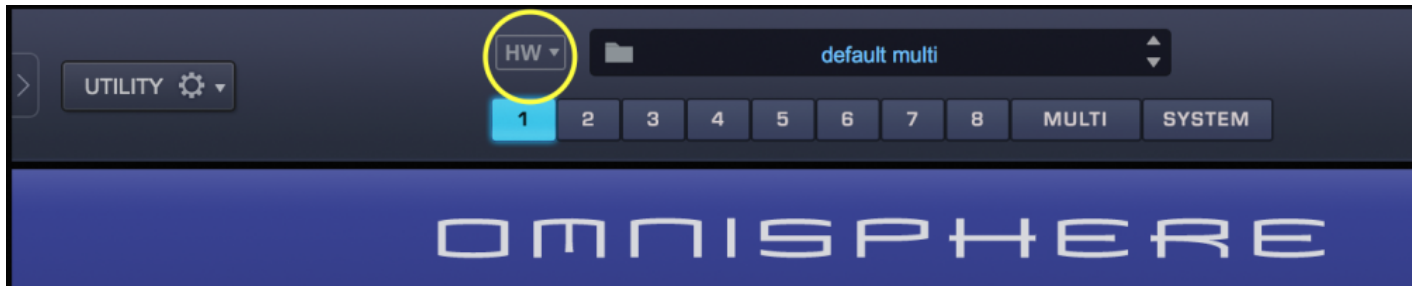 HW
default multi
UTILITY
1 2 3 4 5 6 7 8 MULTI SYSTEM
OMNISPHERE